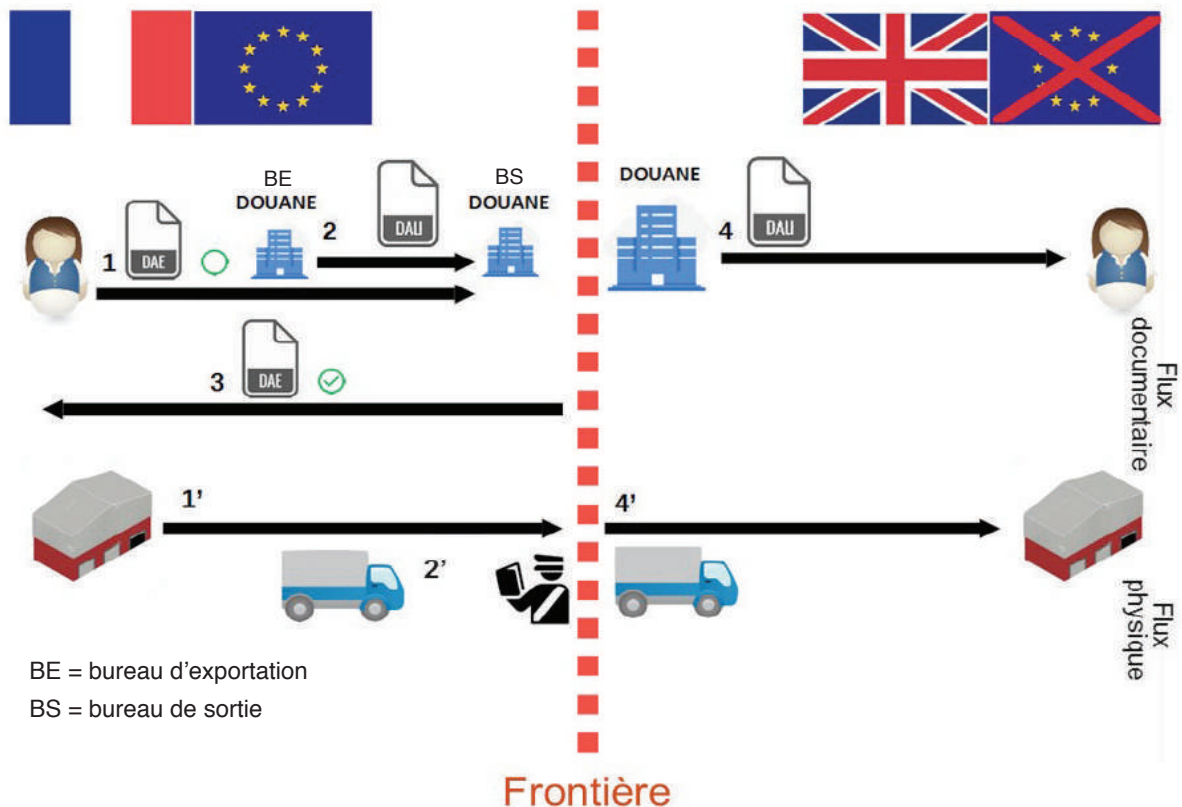 BE
DOUANE
BS
DOUANE
DOUANE
1
DAE
2
DAU
4
DAU
3
DAE
Flux
documentaire
1’
4’
2’
Flux
physique
BE = bureau d’exportation
BS = bureau de sortie
Frontière